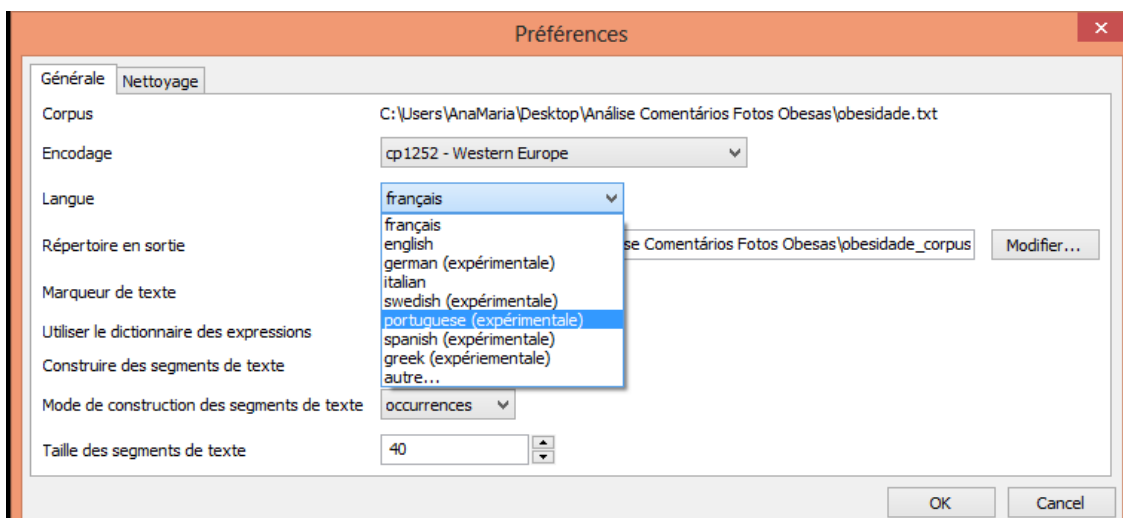 Préférences
Générale Nettoyage
Corpus C:\Users\AnaMaria\Desktop\Análise Comentários Fotos Obesas\obesidade.txt
Encodage cp1252 - Western Europe
Langue français
français
english
Répertoire en sortie se Comentários Fotos Obesas\obesidade_corpus Modifier...
german (expérimentale)
italian
Marqueur de texte
swedish (expérimentale)
portuguese (expérimentale)
Utiliser le dictionnaire des expressions
spanish (expérimentale)
greek (expériementale)
Construire des segments de texte
autre...
Mode de construction des segments de texte occurrences
Taille des segments de texte 40
OK Cancel